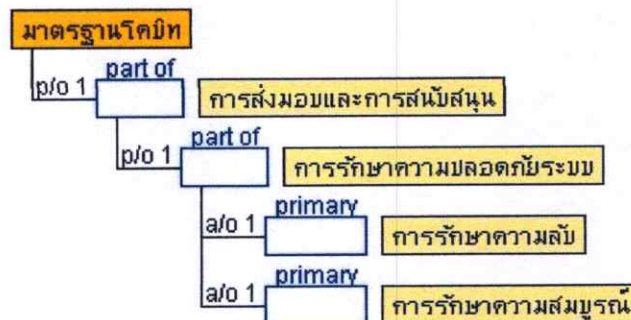 มาตรฐานโคบิท
part of
p/o 1
การส่งมอบและการสนับสนุน
part of
p/o 1
การรักษาความปลอดภัยระบบ
primary
a/o 1
การรักษาความลับ
primary
a/o 1
การรักษาความสมบูรณ์